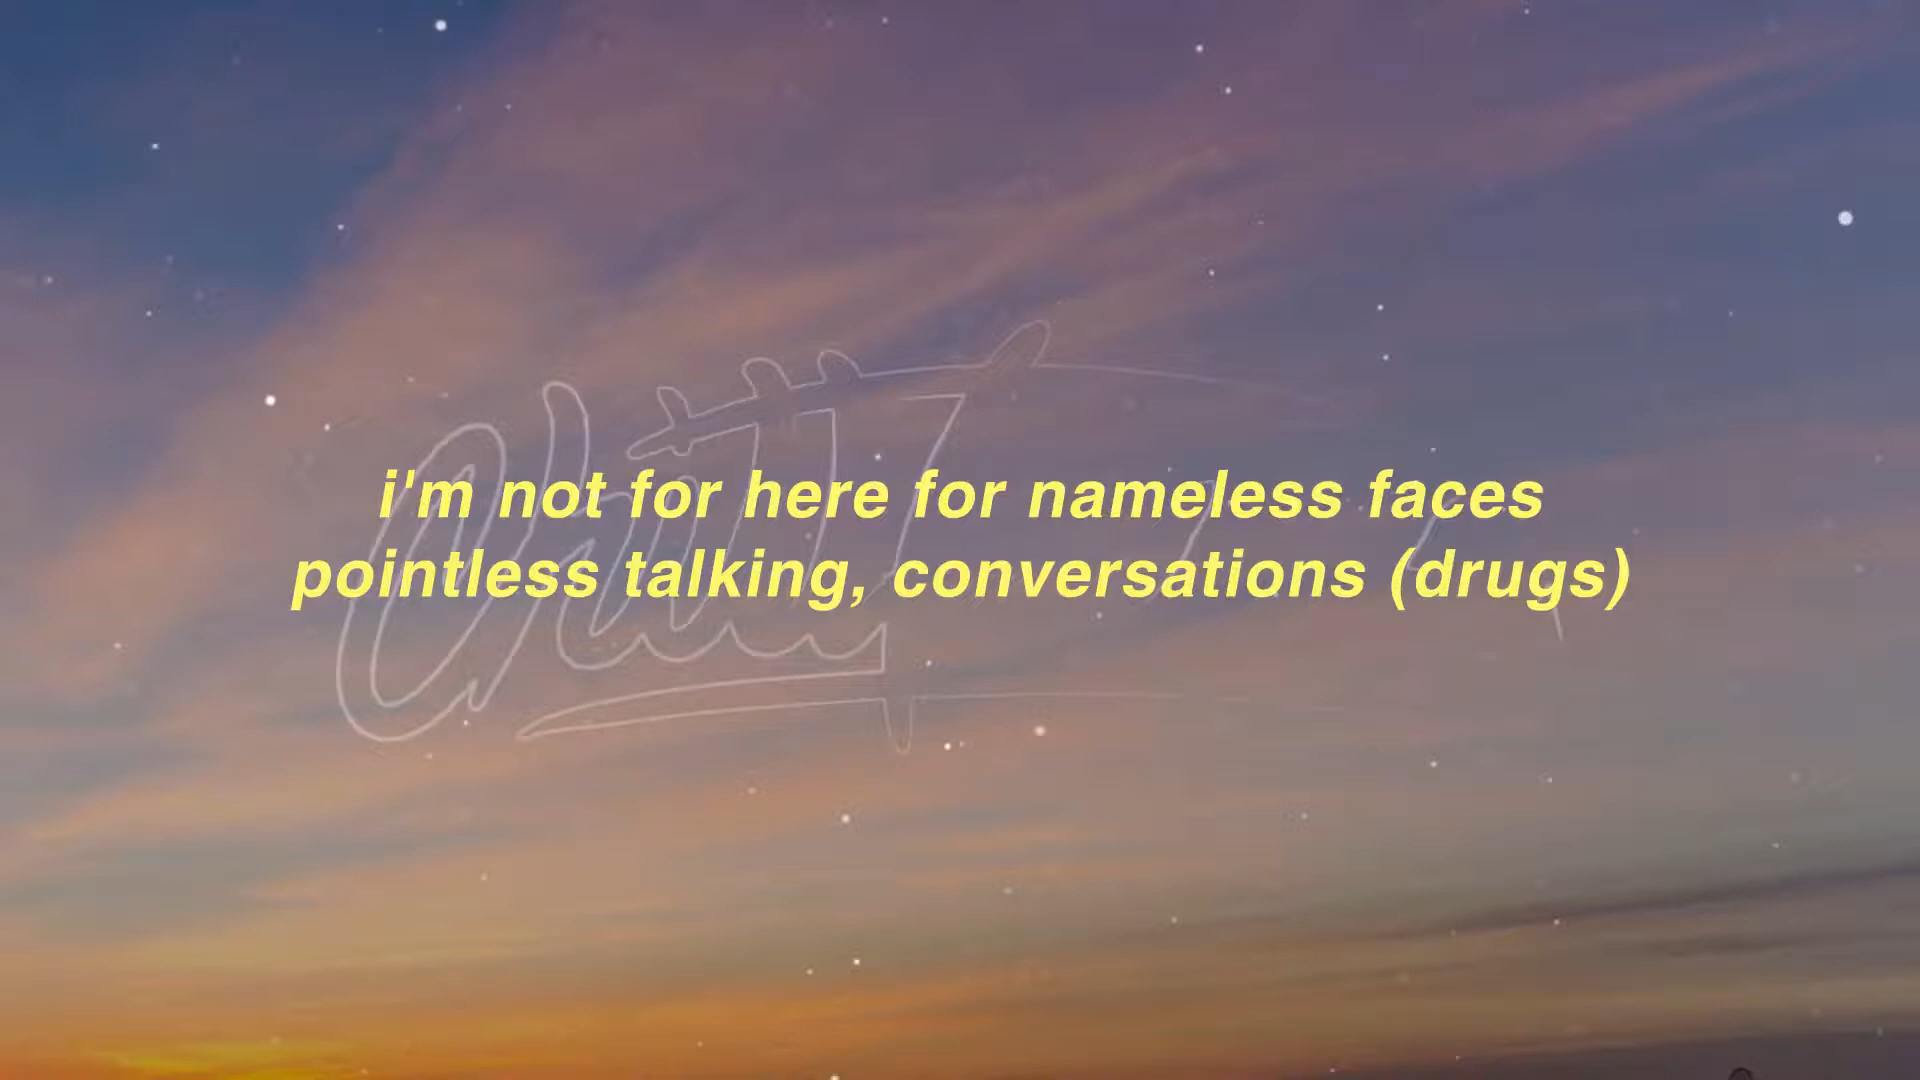 i'm not for here for nameless faces
pointless talking, conversations (drugs)